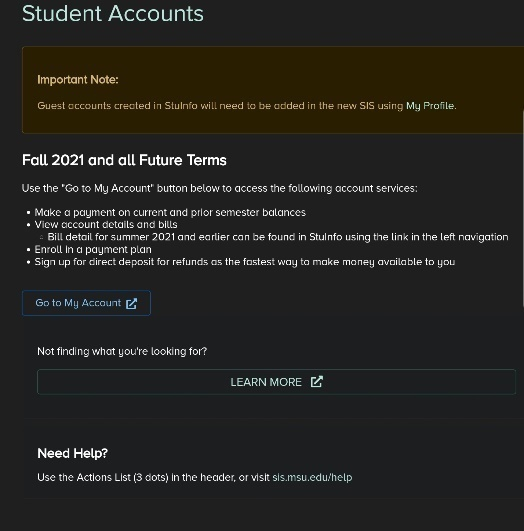 Student Accounts
Important Note:
Guest accounts created in StuInfo will need to be added in the new SIS using My Profile.
Fall 2021 and all Future Terms
Use the "Go to My Account" button below to access the following account services:
• Make a payment on current and prior semester balances
• View account details and bills
◦ Bill detail for summer 2021 and earlier can be found in StuInfo using the link in the left navigation
• Enroll in a payment plan
• Sign up for direct deposit for refunds as the fastest way to make money available to you
Go to My Account
Not finding what you're looking for?
LEARN MORE
Need Help?
Use the Actions List (3 dots) in the header, or visit sis.msu.edu/help